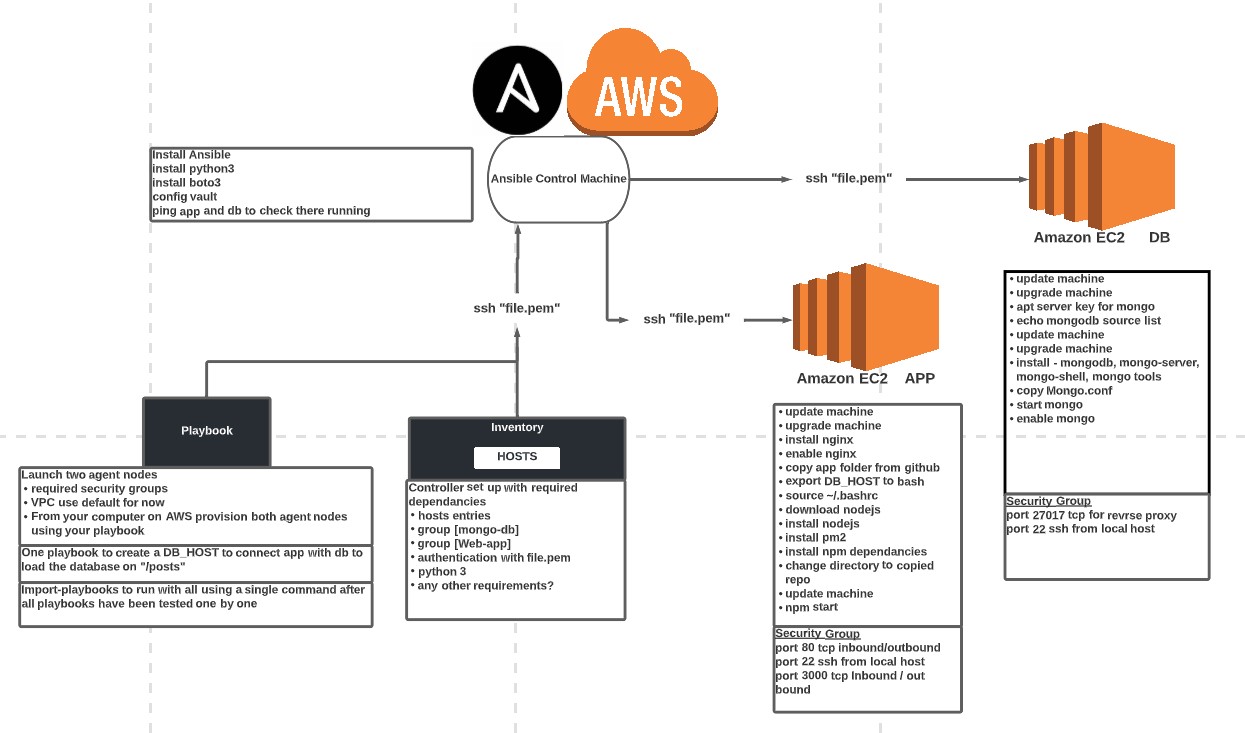 AWS
Install Ansible
install python3
install boto3
config vault
ping app and db to check there running
Ansible Control Machine
ssh "file.pem"
Amazon EC2 DB
ssh "file.pem"
ssh "file.pem"
Amazon EC2 APP
• update machine
• upgrade machine
• apt server key for mongo
• echo mongodb source list
• update machine
• upgrade machine
• install - mongodb, mongo-server,
mongo-shell, mongo tools
• copy Mongo.conf
• start mongo
• enable mongo
Security Group
port 27017 tcp for revrse proxy
port 22 ssh from local host
Playbook
Launch two agent nodes
• required security groups
• VPC use default for now
• From your computer on AWS provision both agent nodes
using your playbook
One playbook to create a DB_HOST to connect app with db to
load the database on "/posts"
Import-playbooks to run with all using a single command after
all playbooks have been tested one by one
Inventory
HOSTS
Controller set up with required
dependancies
• hosts entries
• group [mongo-db]
• group [Web-app]
• authentication with file.pem
• python 3
• any other requirements?
• update machine
• upgrade machine
• install nginx
• enable nginx
• copy app folder from github
• export DB_HOST to bash
• source ~/.bashrc
• download nodejs
• install nodejs
• install pm2
• install npm dependancies
• change directory to copied
repo
• update machine
• npm start
Security Group
port 80 tcp inbound/outbound
port 22 ssh from local host
port 3000 tcp Inbound / out
bound